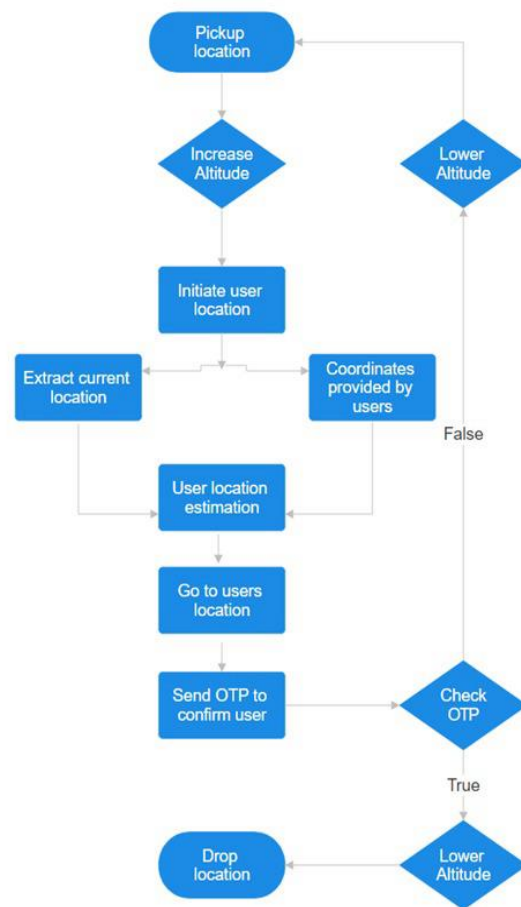 Pickup
location
Increase
Altitude
Lower
Altitude
Initiate user
location
Extract current
location
Coordinates
provided by
users
False
User location
estimation
Go to users
location
Send OTP to
confirm user
Check
OTP
True
Drop
location
Lower
Altitude